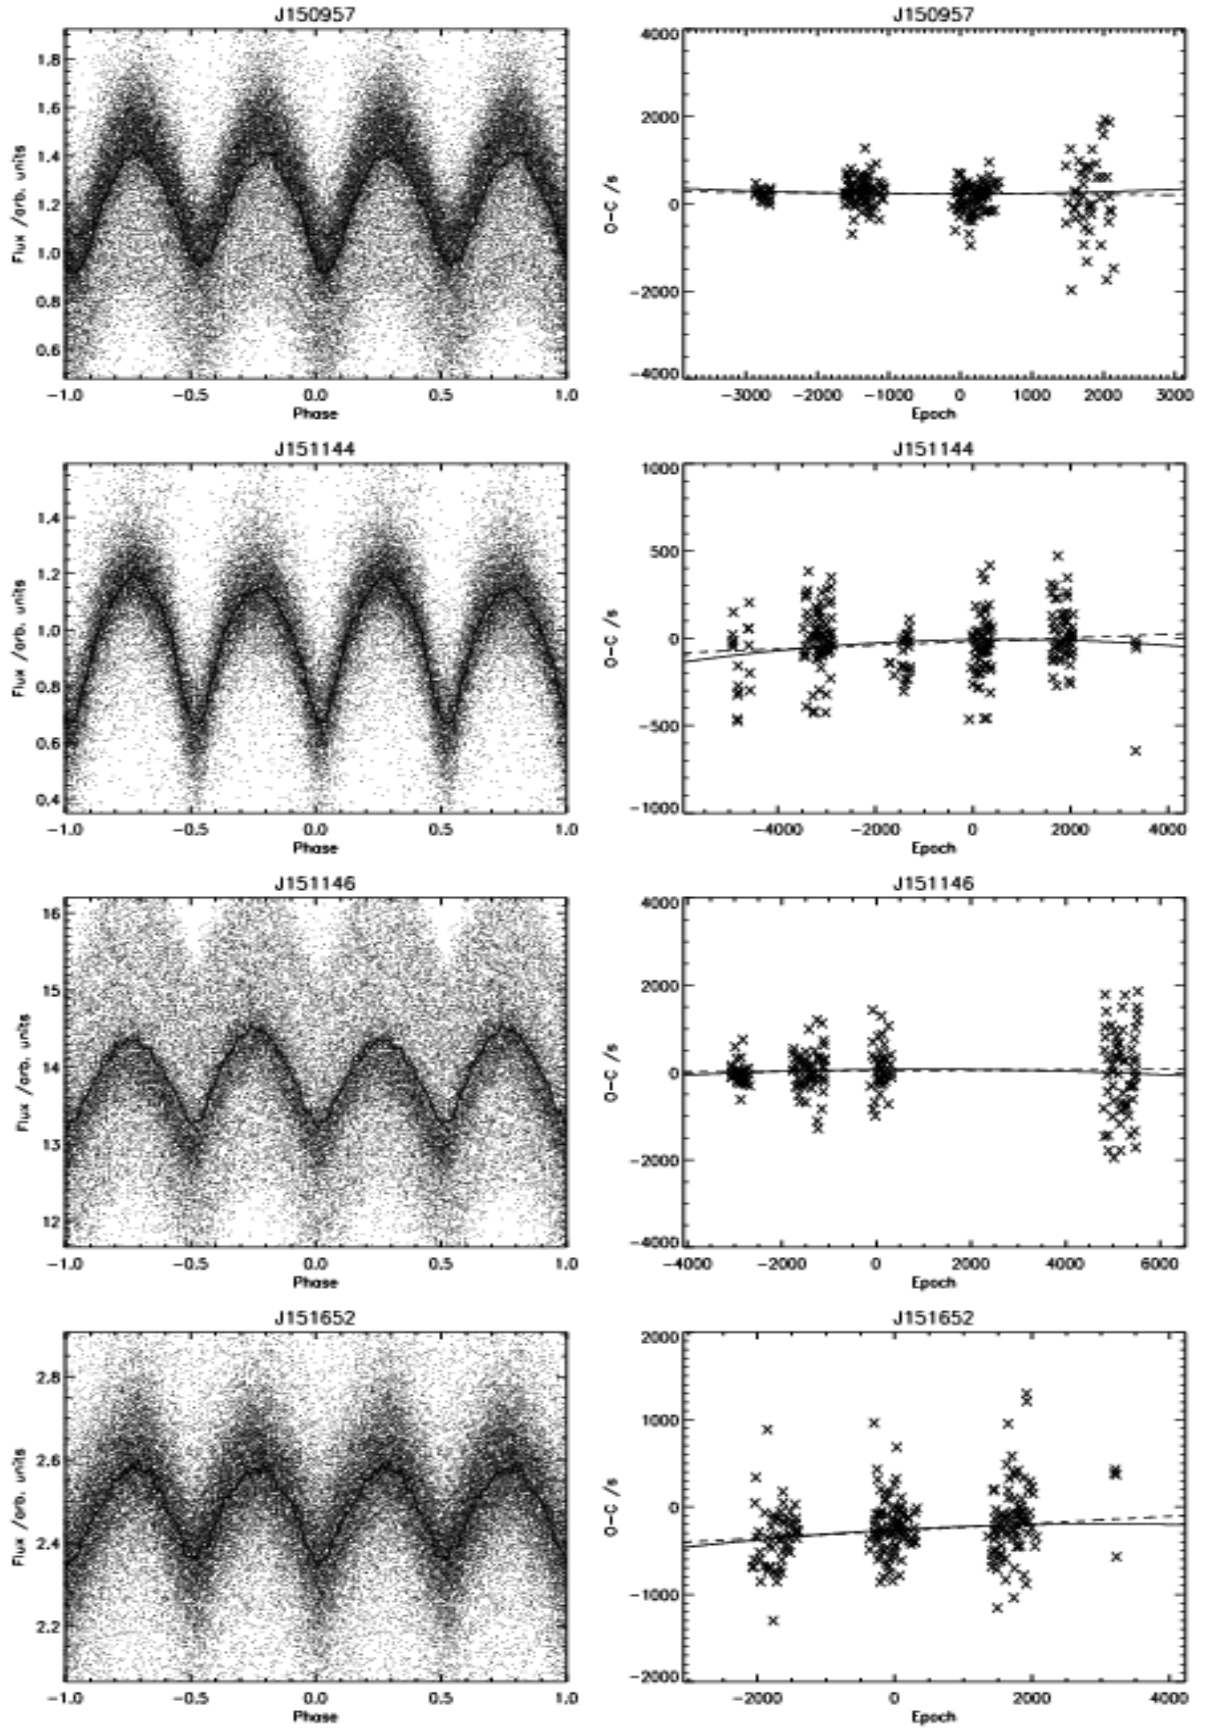 J150957
J150957
1.8
1.6
1.4
1.2
1.0
0.8
0.6
Flux /arb. units
-1.0 -0.5 0.0 0.5 1.0
Phase
4000
2000
0
-2000
-4000
O-C /s
-3000 -2000 -1000 0 1000 2000 3000
Epoch
J151144
J151144
1.4
1.2
1.0
0.8
0.6
0.4
Flux /arb. units
-1.0 -0.5 0.0 0.5 1.0
Phase
1000
500
0
-500
-1000
O-C /s
-4000 -2000 0 2000 4000
Epoch
J151146
J151146
16
15
14
13
12
Flux /arb. units
-1.0 -0.5 0.0 0.5 1.0
Phase
4000
2000
0
-2000
-4000
O-C /s
-4000 -2000 0 2000 4000 6000
Epoch
J151652
J151652
2.8
2.6
2.4
2.2
Flux /arb. units
-1.0 -0.5 0.0 0.5 1.0
Phase
2000
1000
0
-1000
-2000
O-C /s
-2000 0 2000 4000
Epoch